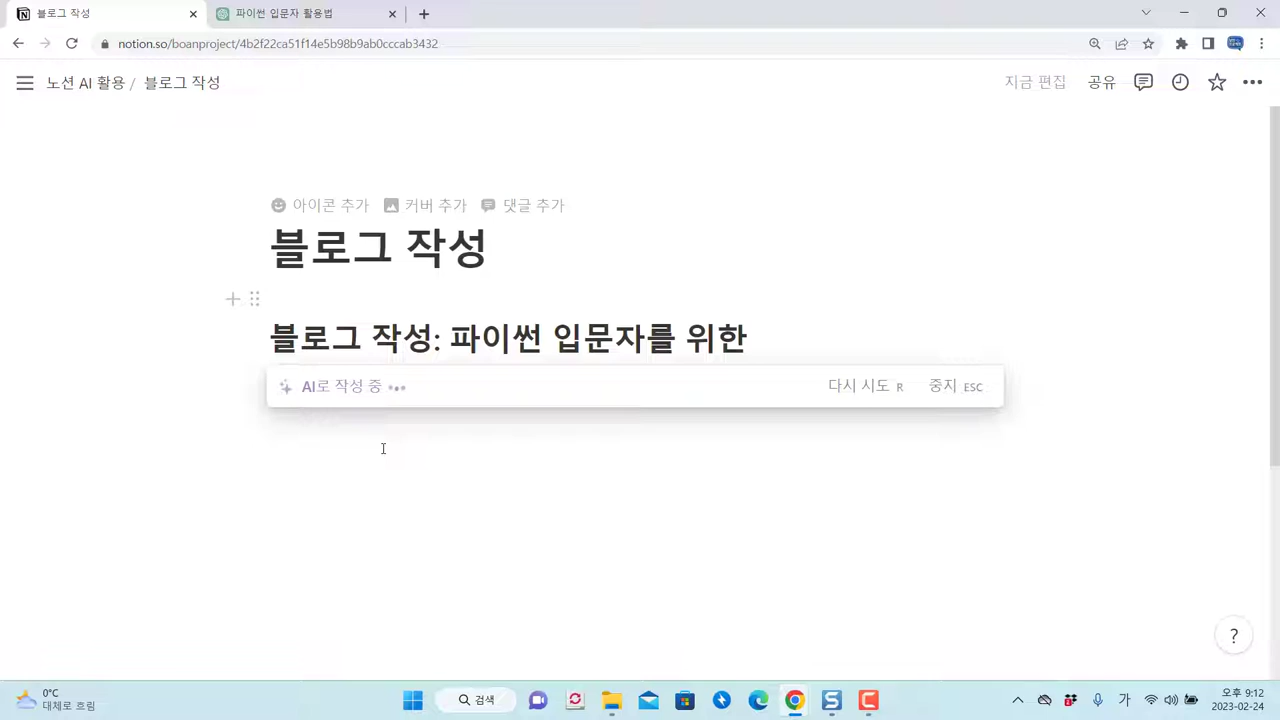 블로그 작성
파이썬 입문자 활용법
notion.so/boanproject/4b2f22ca51f14e5b98b9ab0cccab3432
노션 AI 활용 / 블로그 작성
지금 편집
공유
아이콘 추가
커버 추가
댓글 추가
블로그 작성
블로그 작성: 파이썬 입문자를 위한
AI로 작성 중
다시 시도 R
중지 ESC
?
0°C
대체로 흐림
검색
가
오후 9:12
2023-02-24